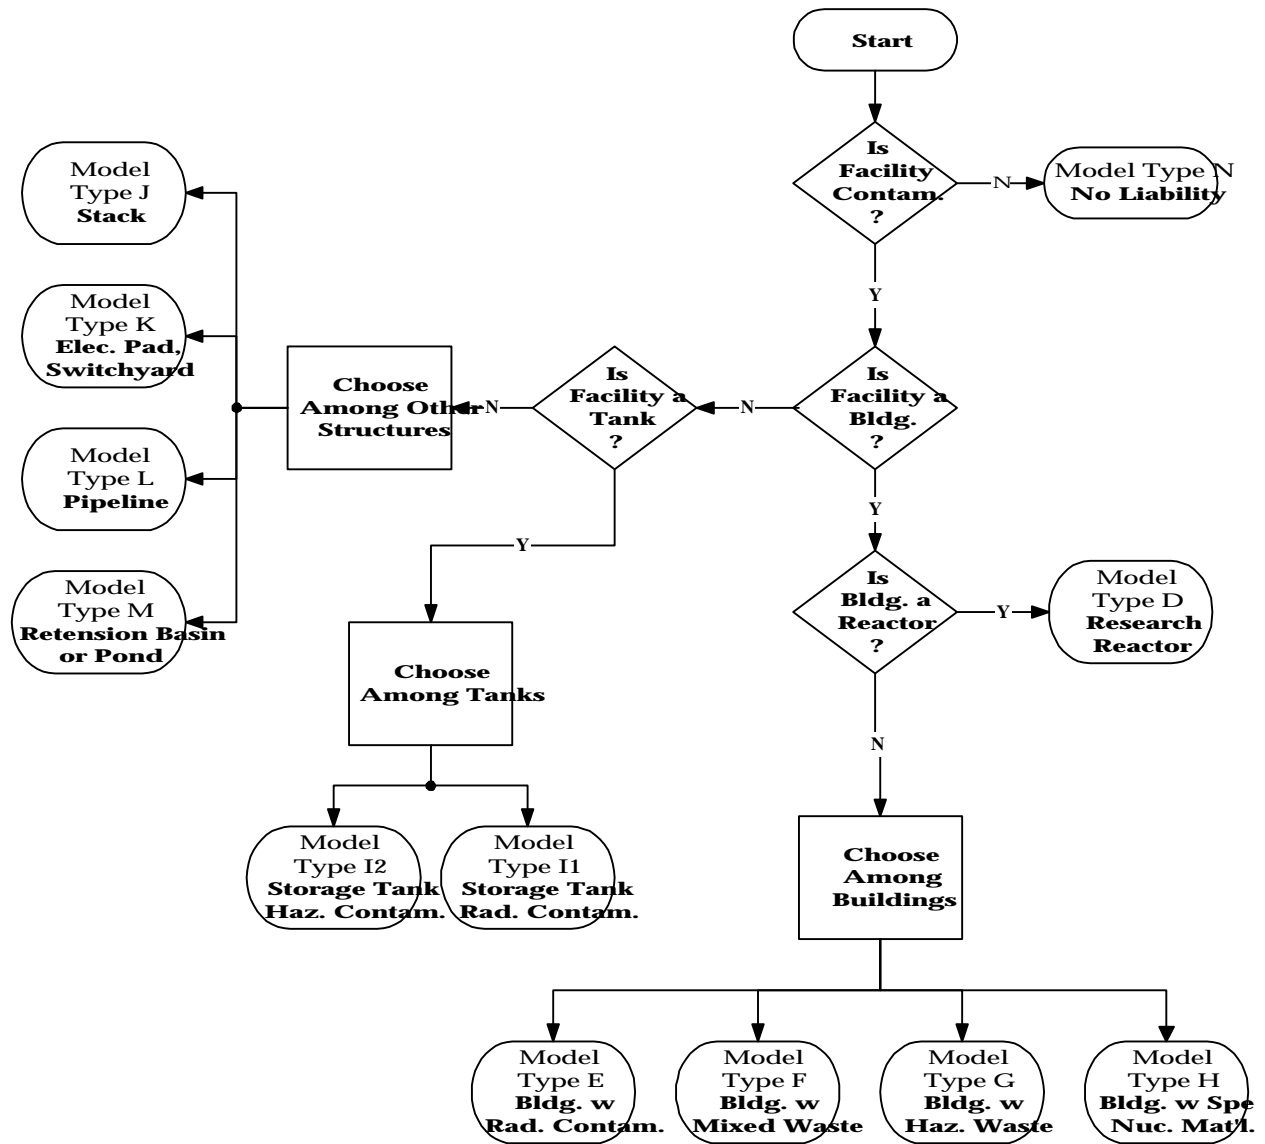 Start
Is
Facility
Contam.
?
N
Model Type N
No Liability
Y
Model
Type J
Stack
Model
Type K
Elec. Pad,
Switchyard
Choose
Among Other
Structures
N
Is
Facility a
Tank
?
N
Is
Facility a
Bldg.
?
Model
Type L
Pipeline
Y
Y
Model
Type M
Retension Basin
or Pond
Is
Bldg. a
Reactor
?
Y
Model
Type D
Research
Reactor
Choose
Among Tanks
N
Model
Type I2
Storage Tank
Haz. Contam.
Model
Type I1
Storage Tank
Rad. Contam.
Choose
Among
Buildings
Model
Type E
Bldg. w
Rad. Contam.
Model
Type F
Bldg. w
Mixed Waste
Model
Type G
Bldg. w
Haz. Waste
Model
Type H
Bldg. w Spe
Nuc. Mat'l.